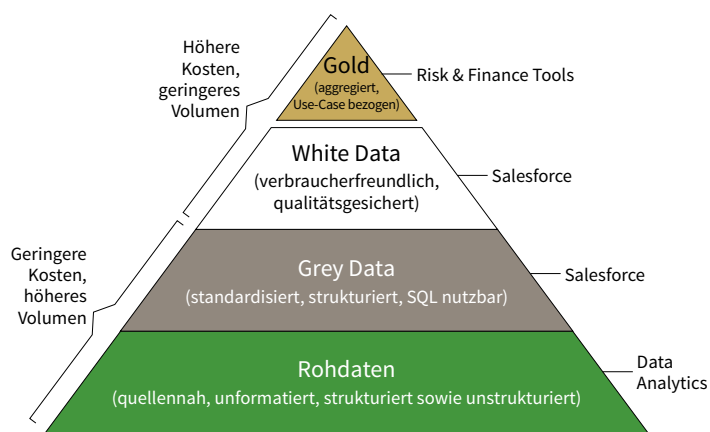 Höhere
Kosten,
geringeres
Volumen
Gold
(aggregiert,
Use-Case bezogen)
Risk & Finance Tools
White Data
(verbraucherfreundlich,
qualitätsgesichert)
Salesforce
Geringere
Kosten,
höheres
Volumen
Grey Data
(standardisiert, strukturiert, SQL nutzbar)
Salesforce
Rohdaten
(quellennah, unformatiert, strukturiert sowie unstrukturiert)
Data
Analytics